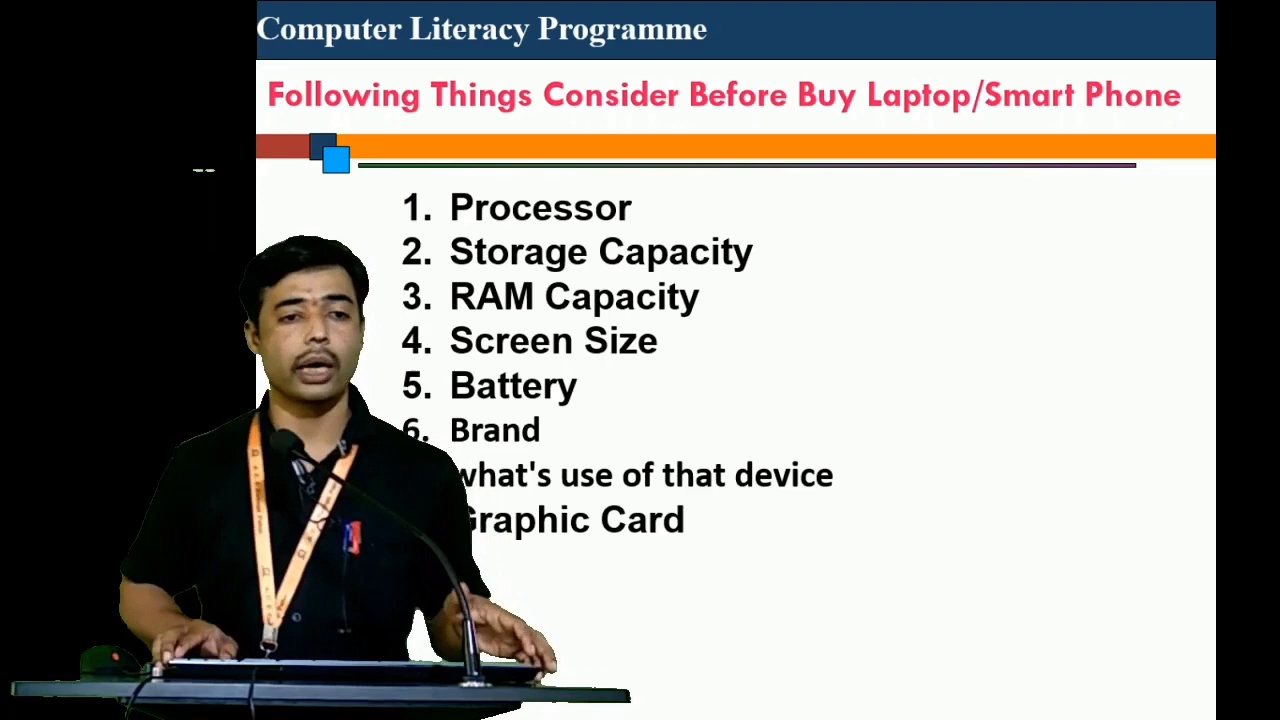 Computer Literacy Programme
Following Things Consider Before Buy Laptop/Smart Phone
1. Processor
2. Storage Capacity
3. RAM Capacity
4. Screen Size
5. Battery
6. Brand
what's use of that device
Graphic Card